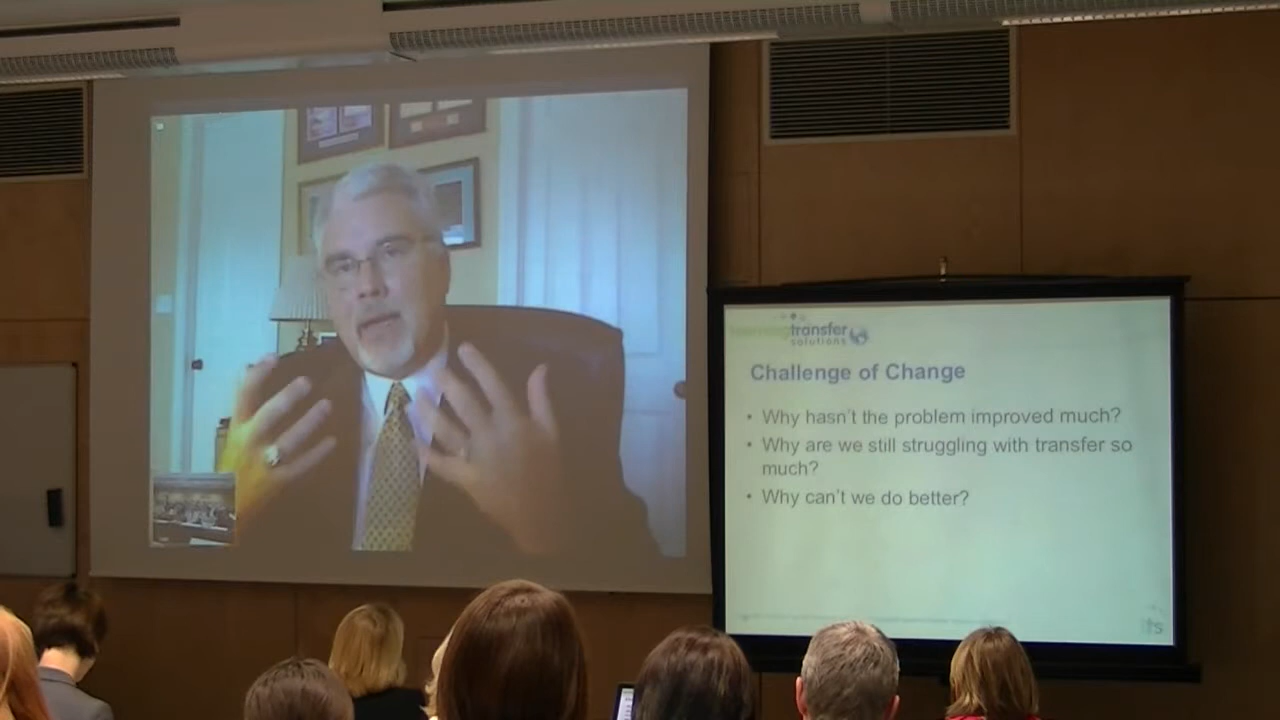 transfer
solutions
Challenge of Change
• Why hasn't the problem improved much?
• Why are we still struggling with transfer so
much?
• Why can't we do better?
ts